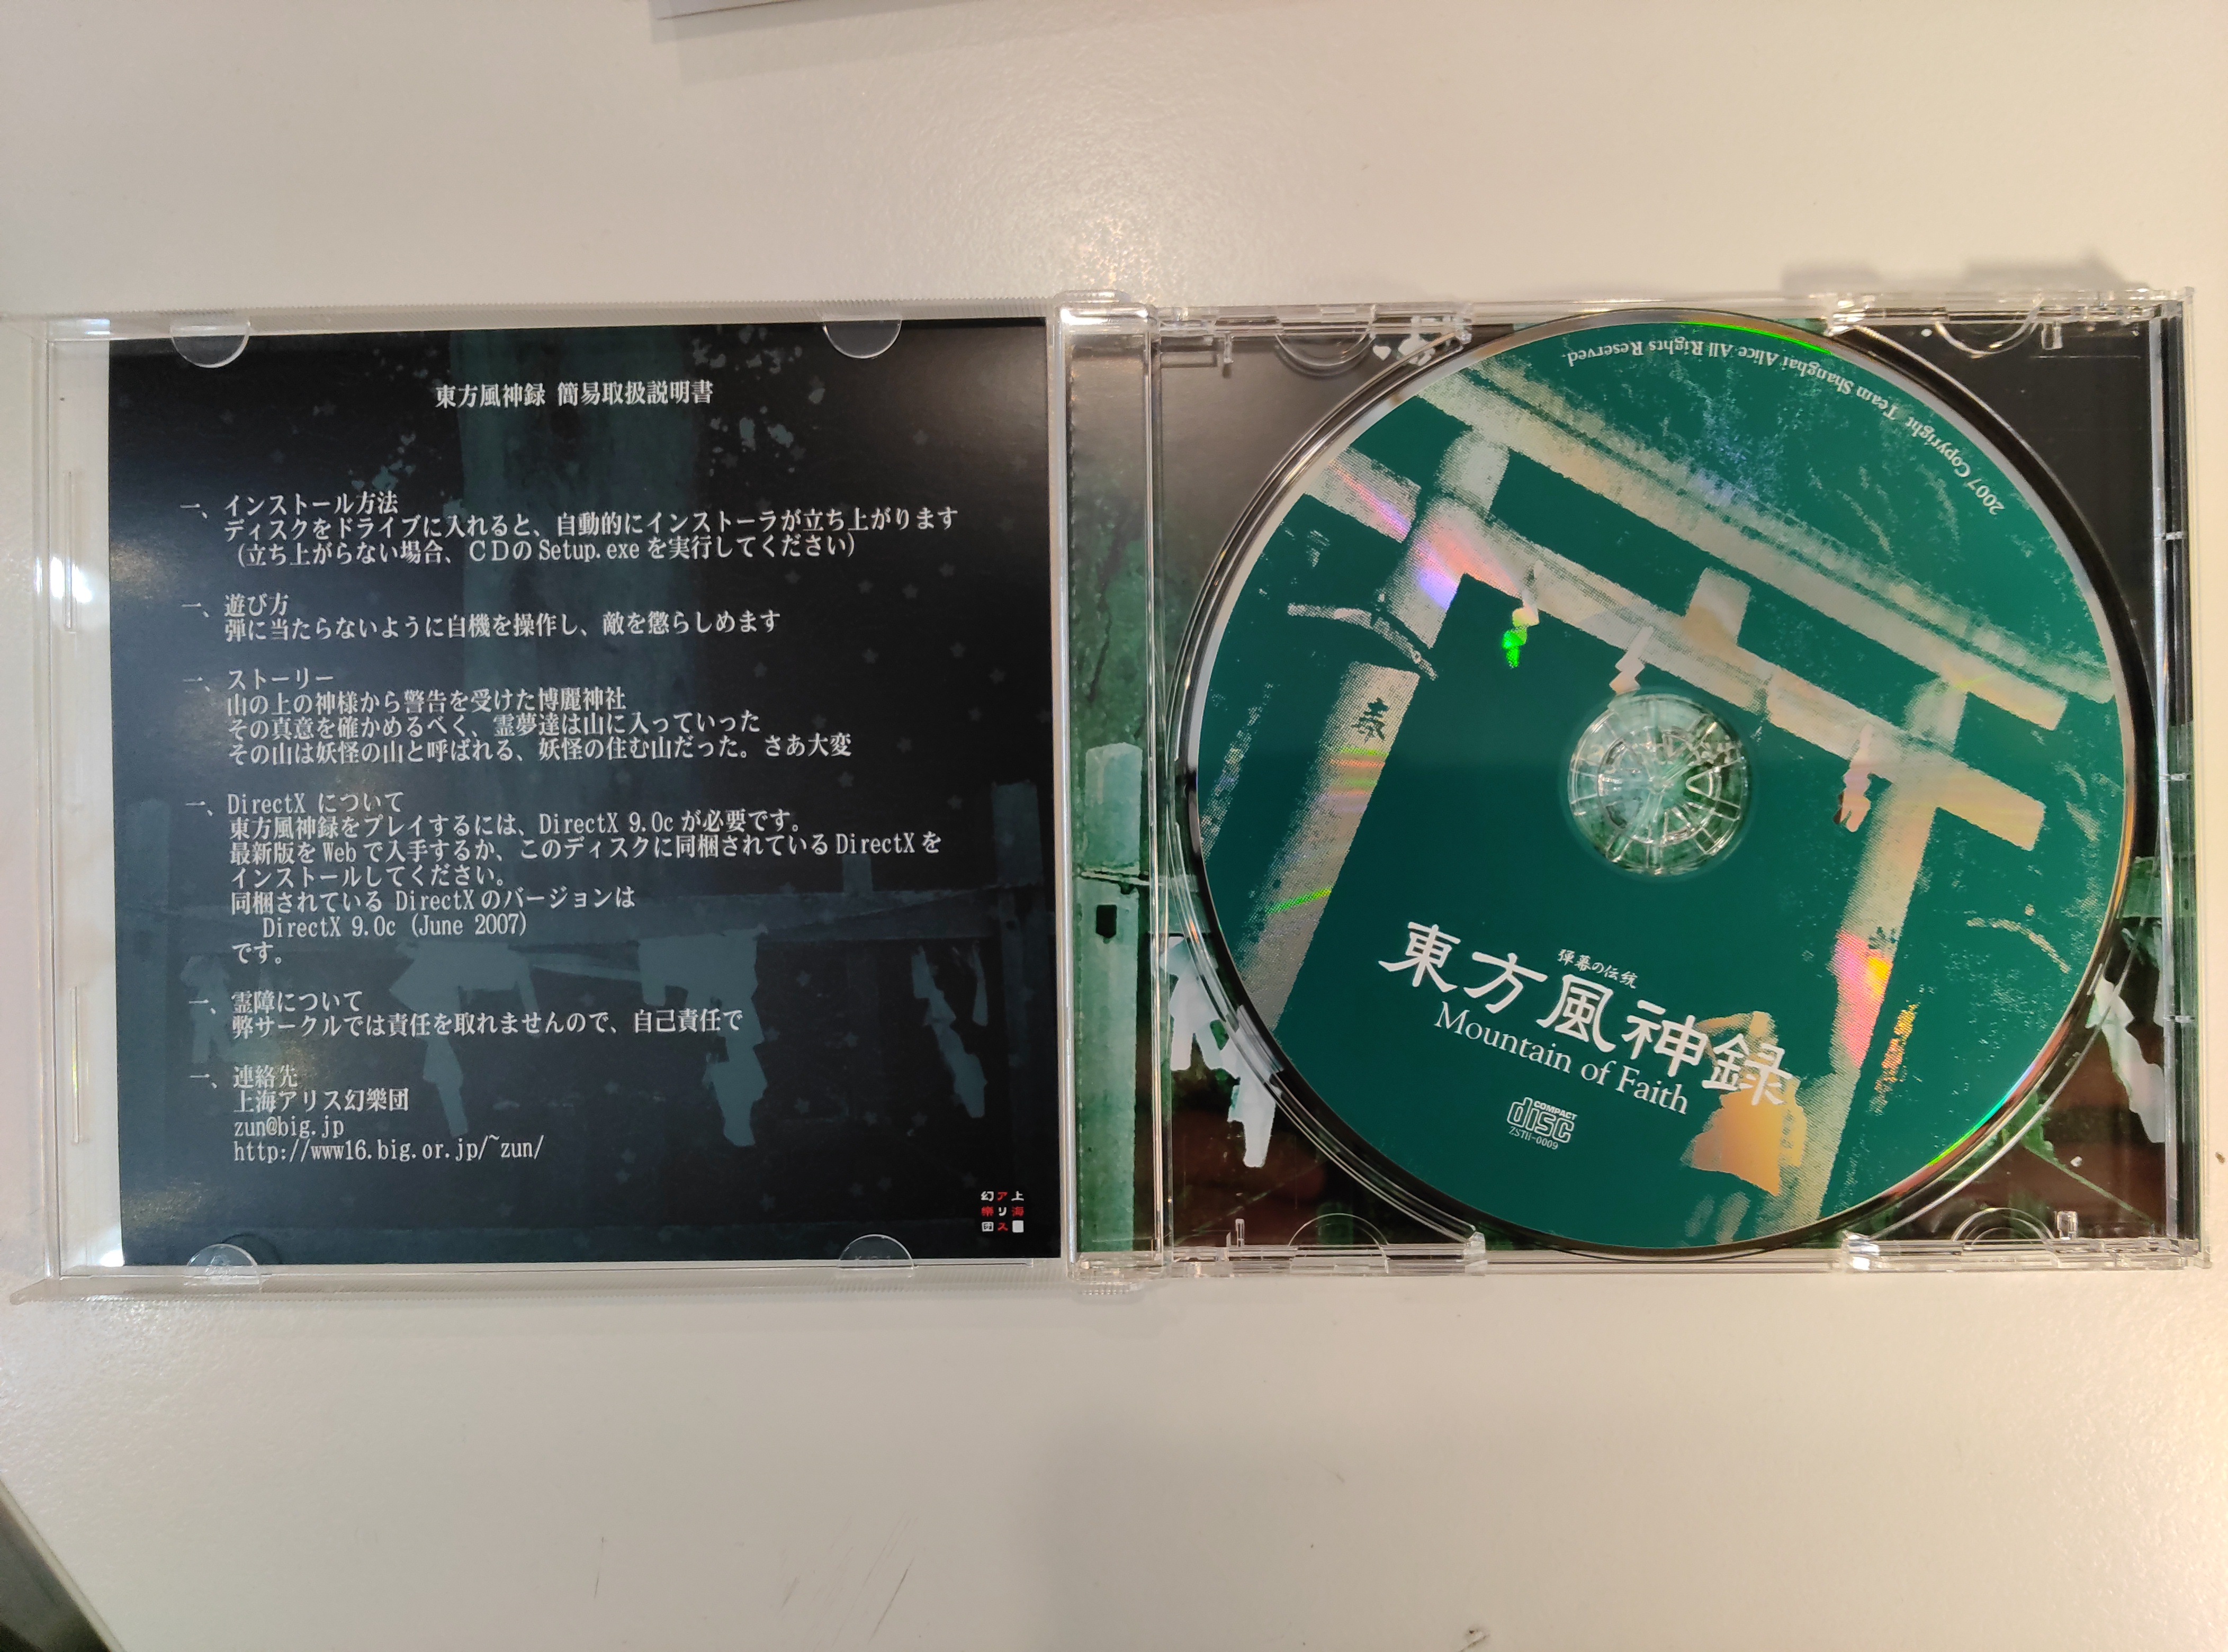 東方風神録 簡易取扱説明書
一、インストール方法
ディスクをドライブに入れると、自動的にインストーラが立ち上がります
(立ち上がらない場合、ＣＤの Setup.exe を実行してください)
一、遊び方
弾に当たらないように自機を操作し、敵を懲らしめます
一、ストーリー
山の上の神様から警告を受けた博麗神社
その真意を確かめるべく、霊夢達は山に入っていった
その山は妖怪の山と呼ばれる、妖怪の住む山だった。さあ大変
一、DirectX について
東方風神録をプレイするには、DirectX 9.0c が必要です。
最新版を Web で入手するか、このディスクに同梱されている DirectX を
インストールしてください。
同梱されている DirectX のバージョンは
DirectX 9.0c (June 2007)
です。
一、霊障について
弊サークルでは責任を取れませんので、自己責任で
一、連絡先
上海アリス幻樂団
zun@big.jp
http://www16.big.or.jp/~zun/
上海
アリス
幻樂団
2007 Copyright Team Shanghai Alice All Rights Reserved.
奉
弾幕の伝統
東方風神録
Mountain of Faith
COMPACT
disc
ZSTH-0009